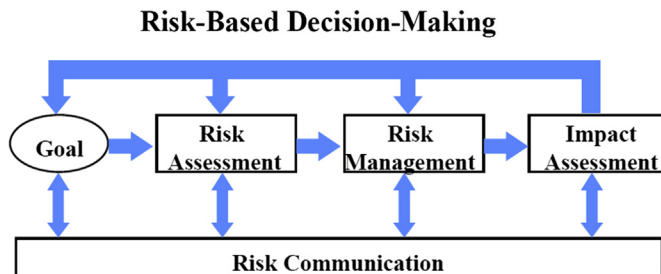 Risk-Based Decision-Making
Goal
Risk
Assessment
Risk
Management
Impact
Assessment
Risk Communication